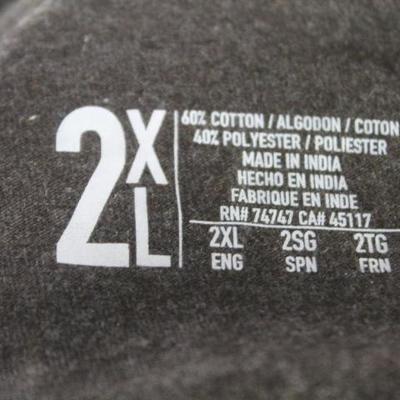 2XL
60% COTTON / ALGODON / COTON
40% POLYESTER / POLIESTER
MADE IN INDIA
HECHO EN INDIA
FABRIQUE EN INDE
RN# 74747 CA# 45117
2XL 2SG 2TG
ENG SPN FRN